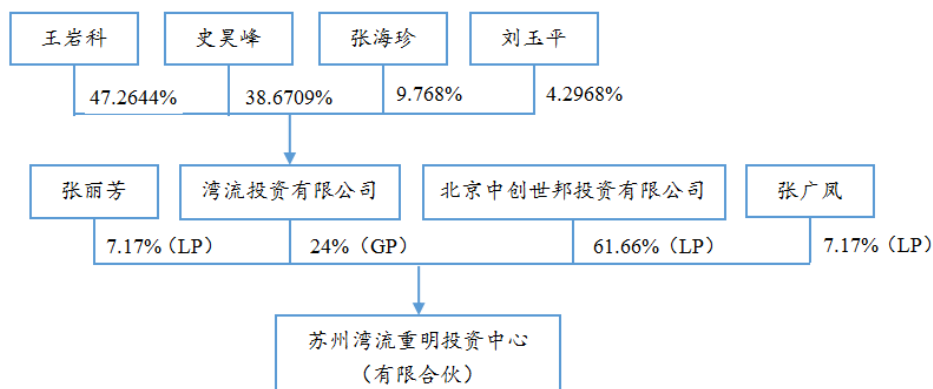 王岩科
史昊峰
张海珍
刘玉平
47.2644%
38.6709%
9.768%
4.2968%
张丽芳
湾流投资有限公司
北京中创世邦投资有限公司
张广凤
7.17%（LP）
24%（GP）
61.66%（LP）
7.17%（LP）
苏州湾流重明投资中心
（有限合伙）